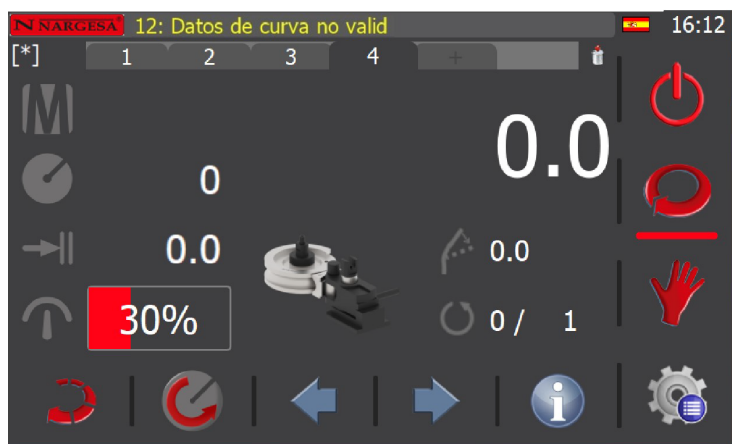 N NARGESA® 12: Datos de curva no valid 16:12
[*] 1 2 3 4 +
0.0
0
0.0 0.0
30% 0 / 1